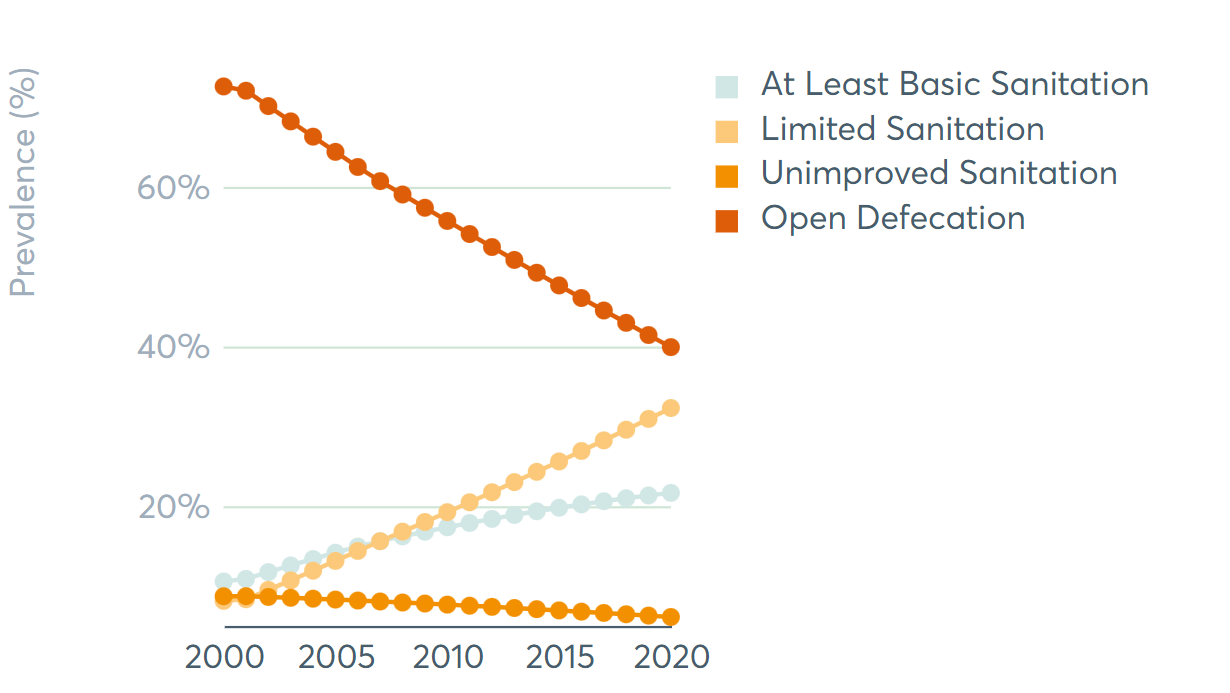 Prevalence (%)
60%
40%
20%
2000 2005 2010 2015 2020
At Least Basic Sanitation
Limited Sanitation
Unimproved Sanitation
Open Defecation